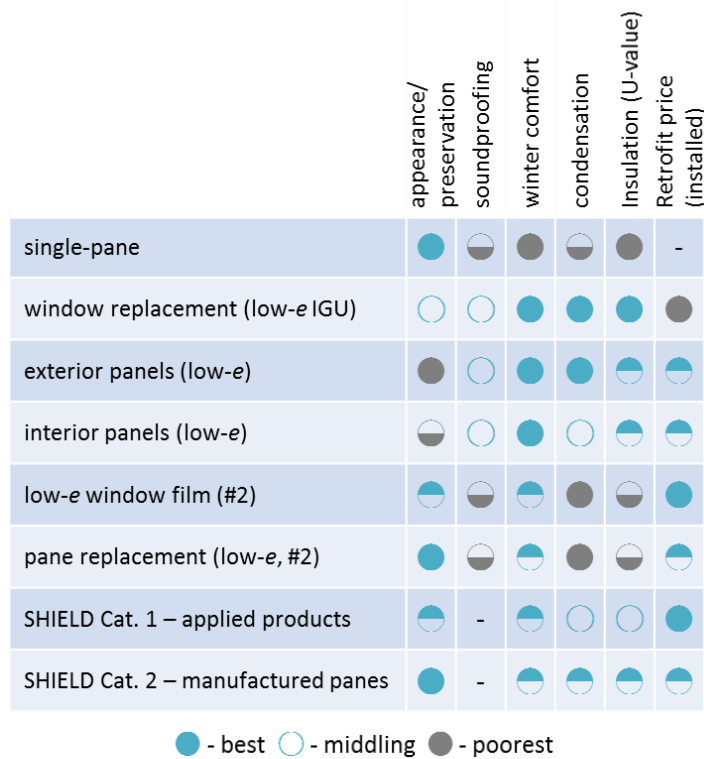 appearance/
preservation
soundproofing
winter comfort
condensation
Insulation (U-value)
Retrofit price
(installed)
single-pane
-
window replacement (low-e IGU)
exterior panels (low-e)
interior panels (low-e)
low-e window film (#2)
pane replacement (low-e, #2)
SHIELD Cat. 1 – applied products
-
SHIELD Cat. 2 – manufactured panes
-
- best - middling - poorest